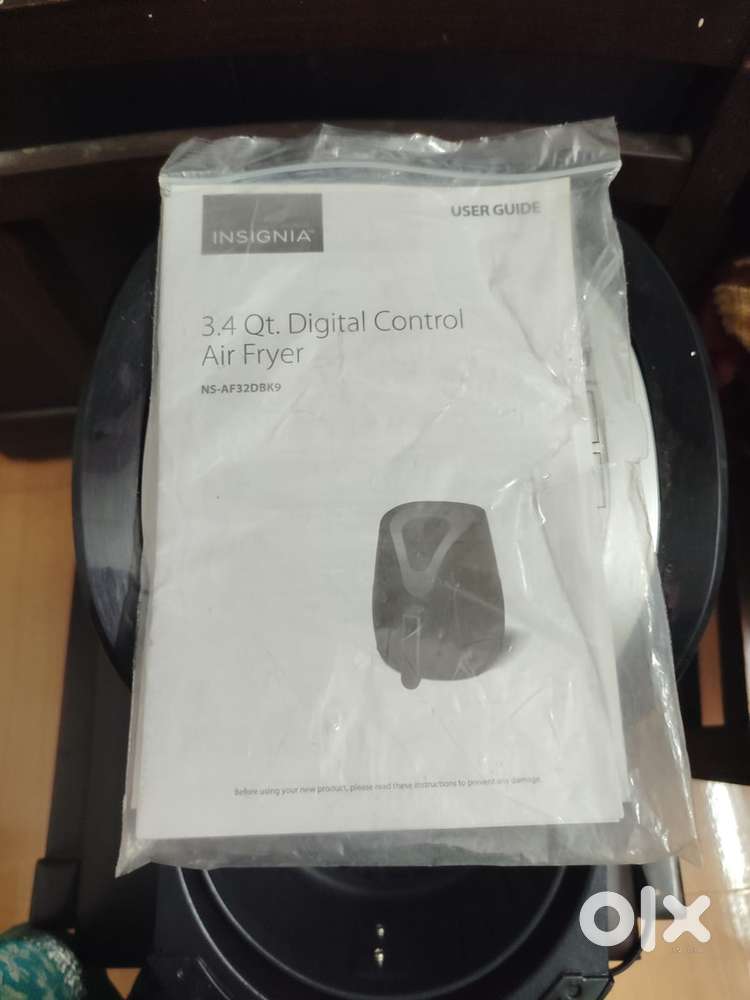 INSIGNIA™
USER GUIDE
3.4 Qt. Digital Control
Air Fryer
NS-AF32DBK9
Before using your new product, please read these instructions to prevent any damage.
OLX